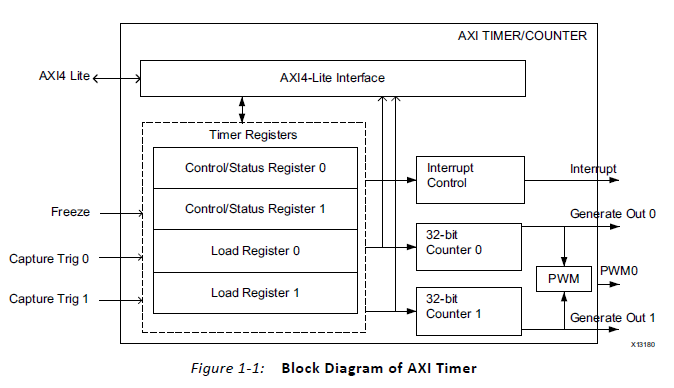 AXI TIMER/COUNTER
AXI4 Lite
AXI4-Lite Interface
Timer Registers
Control/Status Register 0
Control/Status Register 1
Load Register 0
Load Register 1
Freeze
Capture Trig 0
Capture Trig 1
Interrupt
Control
Interrupt
32-bit
Counter 0
Generate Out 0
PWM
PWM0
32-bit
Counter 1
Generate Out 1
X13180
Figure 1-1: Block Diagram of AXI Timer